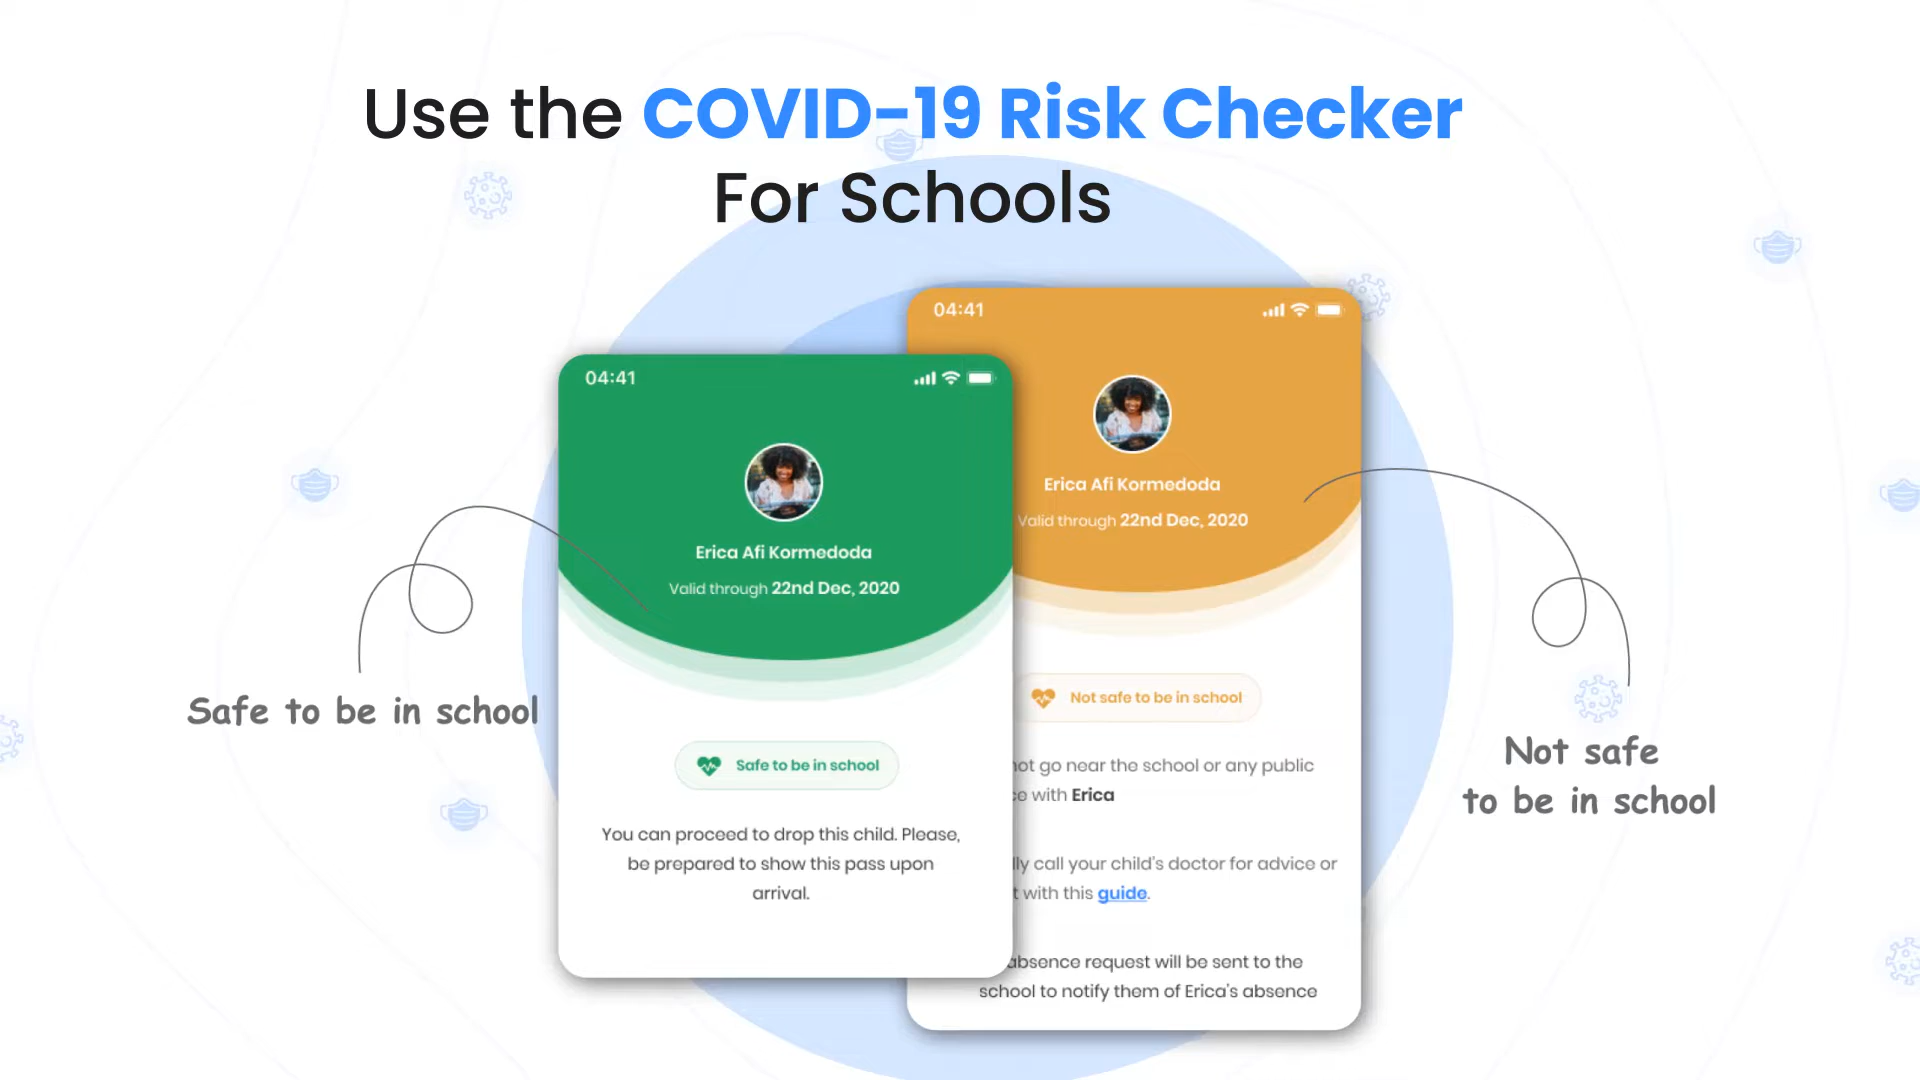 Use the COVID-19 Risk Checker
For Schools
04:41
Erica Afi Kormedoda
Valid through 22nd Dec, 2020
Safe to be in school
You can proceed to drop this child. Please,
be prepared to show this pass upon
arrival.
04:41
Erica Afi Kormedoda
Valid through 22nd Dec, 2020
Not safe to be in school
not go near the school or any public
with Erica
call your child's doctor for advice or
with this guide.
absence request will be sent to the
school to notify them of Erica's absence
Safe to be in school
Not safe
to be in school